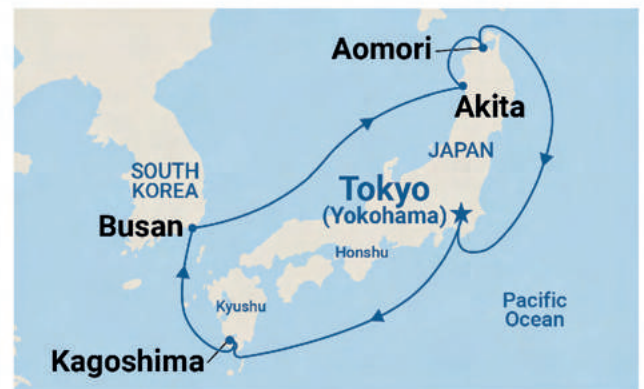 Aomori
Akita
JAPAN
SOUTH
KOREA
Tokyo
(Yokohama)
Busan
Honshu
Kyushu
Pacific
Ocean
Kagoshima